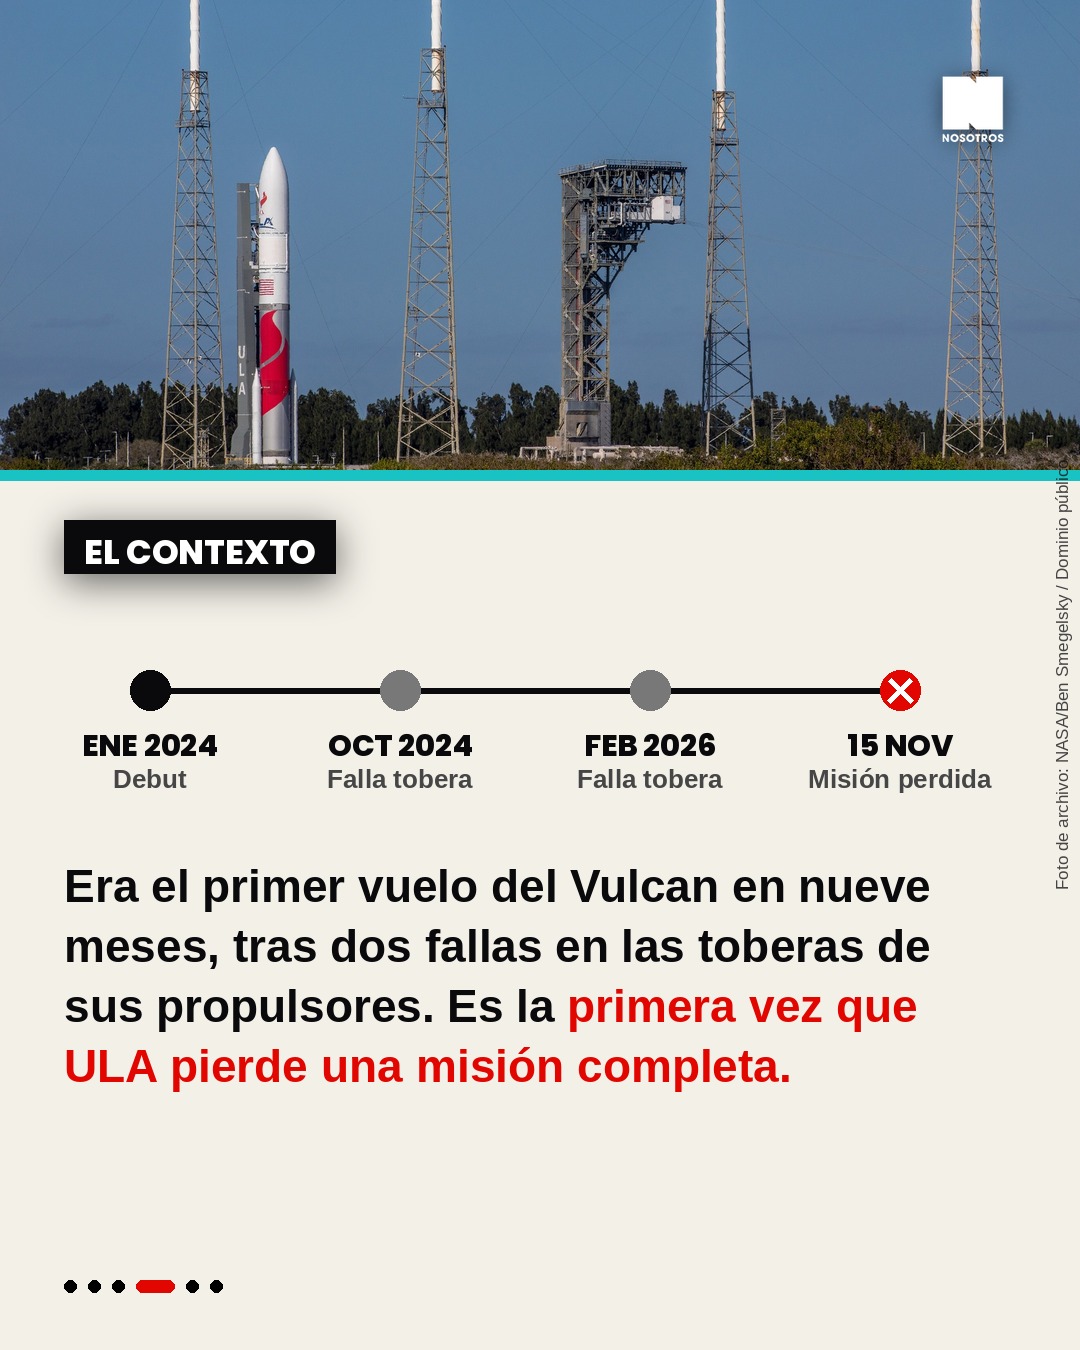 NOSOTROS
ULA
EL CONTEXTO
ENE 2024
Debut
OCT 2024
Falla tobera
FEB 2026
Falla tobera
15 NOV
Misión perdida
Era el primer vuelo del Vulcan en nueve
meses, tras dos fallas en las toberas de
sus propulsores. Es la primera vez que
ULA pierde una misión completa.
Foto de archivo: NASA/Ben Smegelsky / Dominio públic